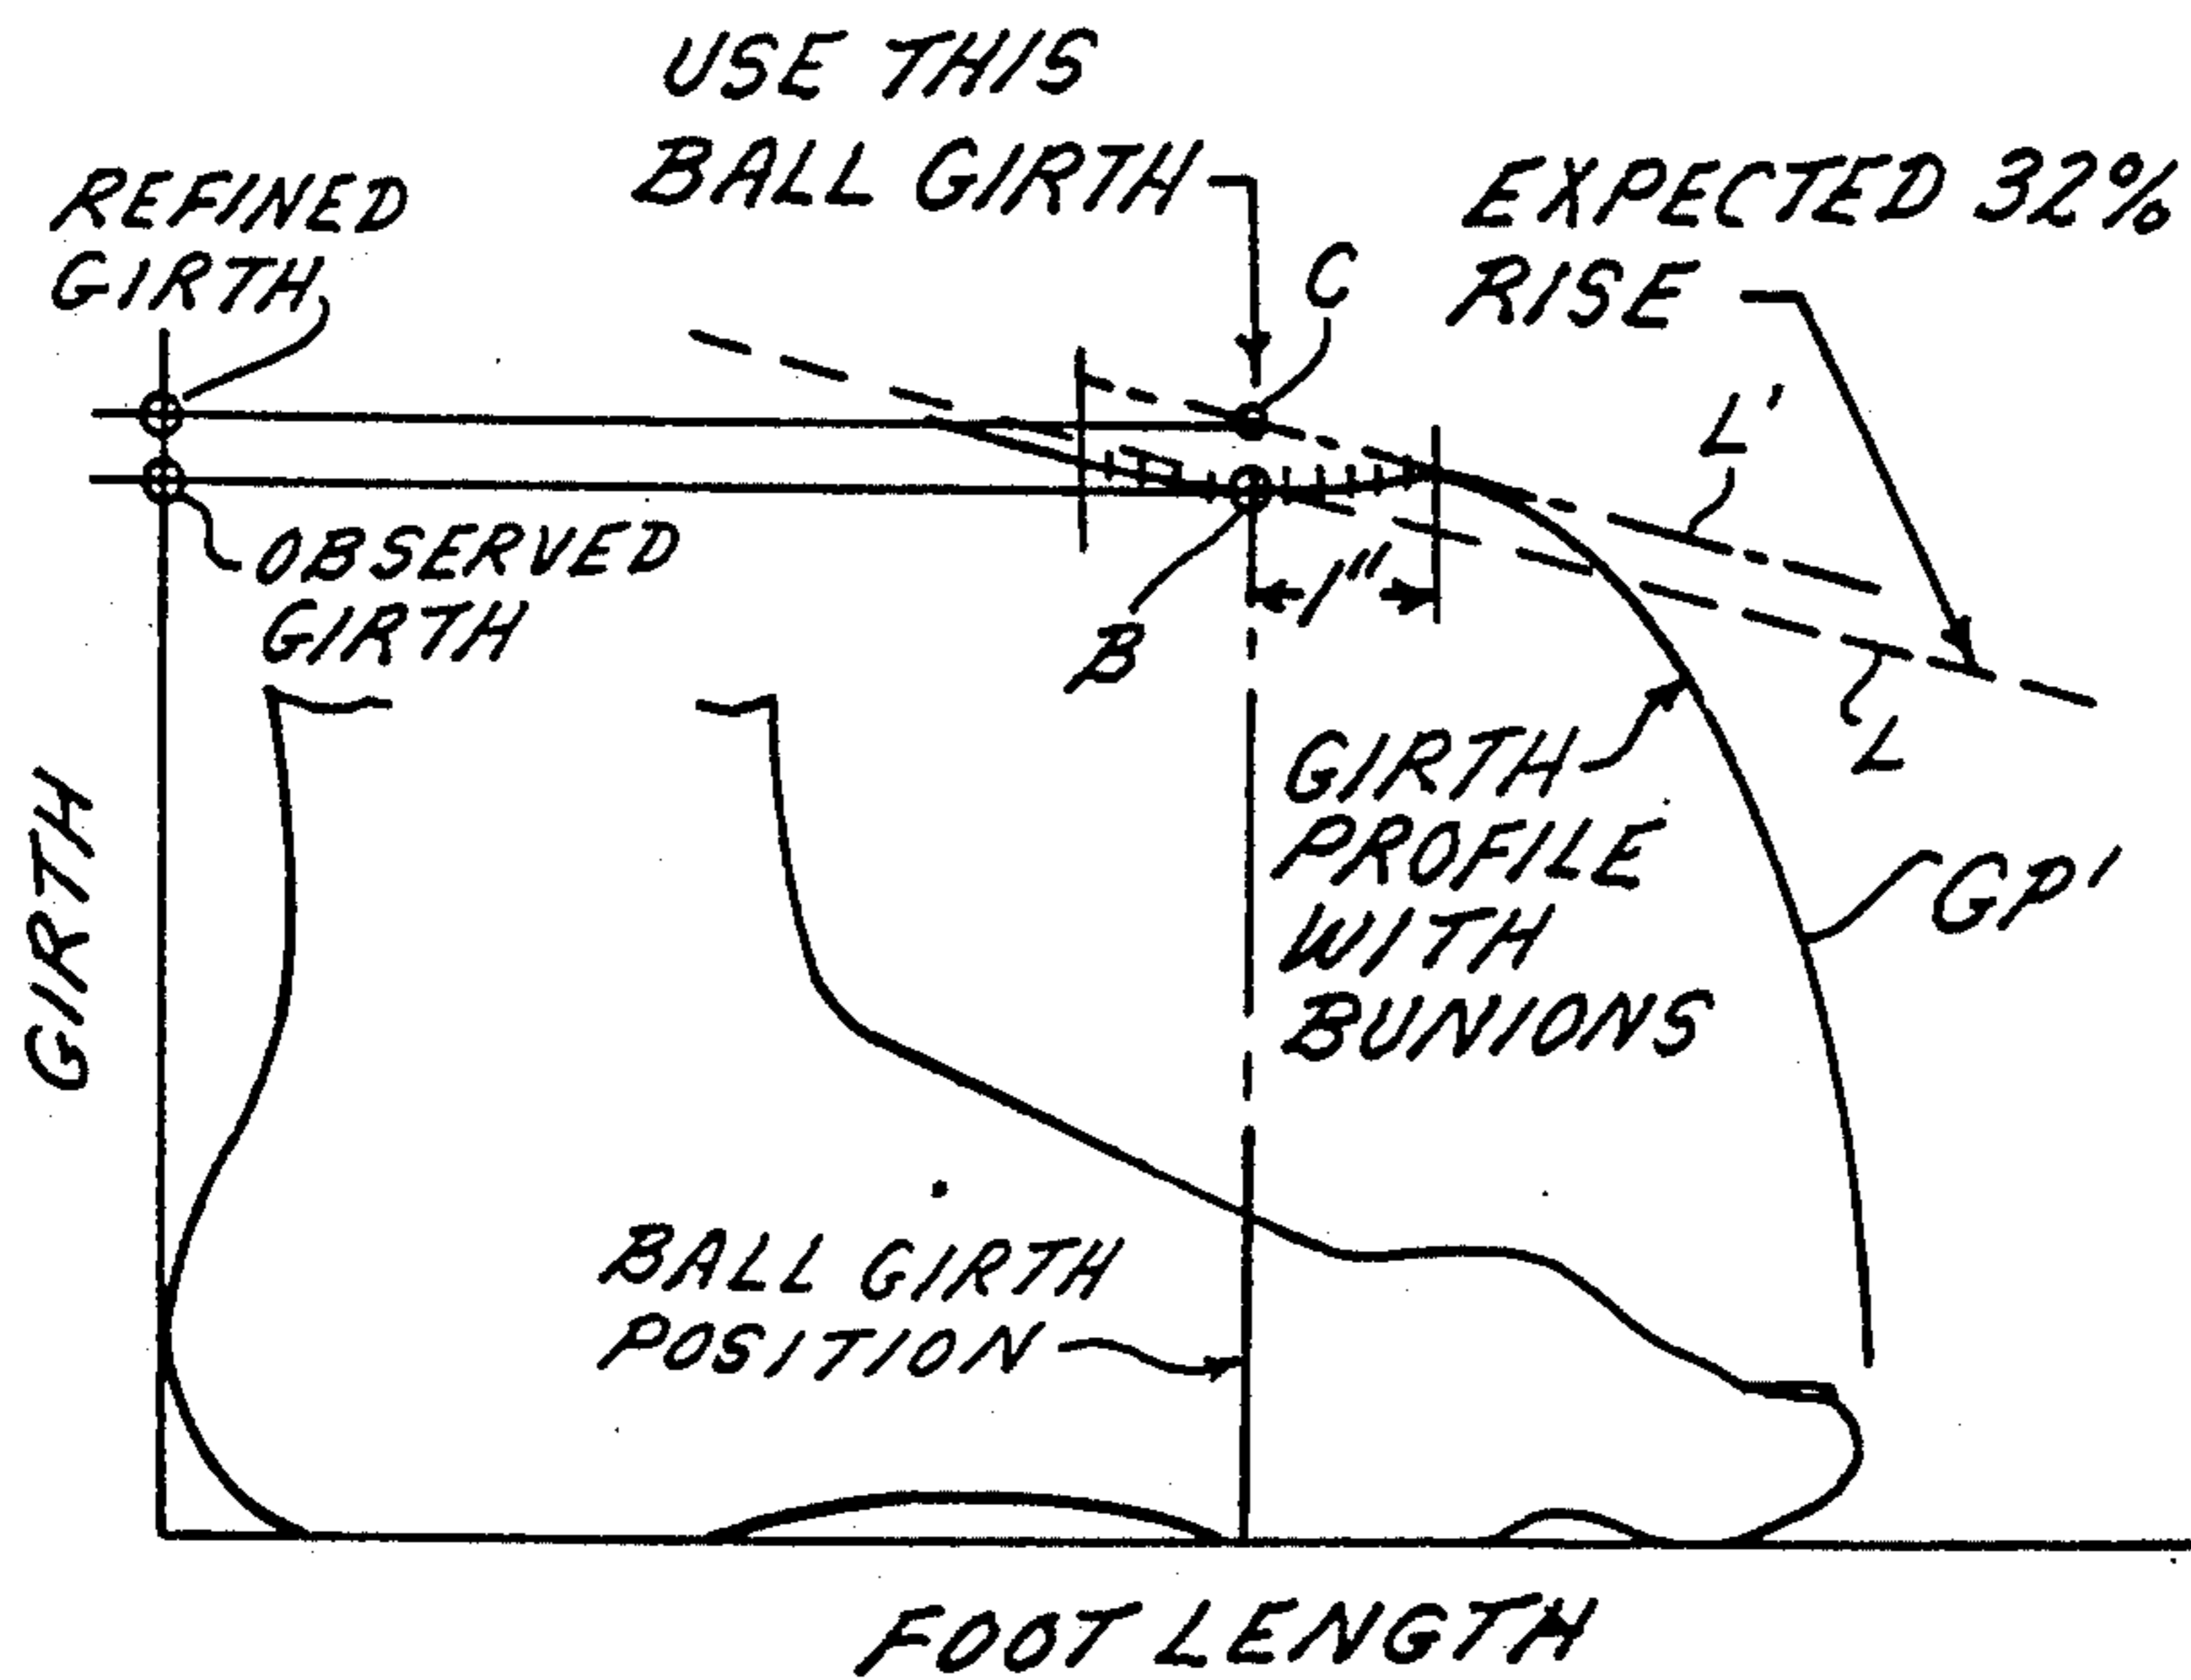 USE THIS
BALL GIRTH
REFINED
GIRTH
EXPECTED 32%
RISE
C
L'
OBSERVED
GIRTH
1"
B
L
GIRTH
PROFILE
WITH
BUNIONS
GP'
GIRTH
BALL GIRTH
POSITION
FOOT LENGTH